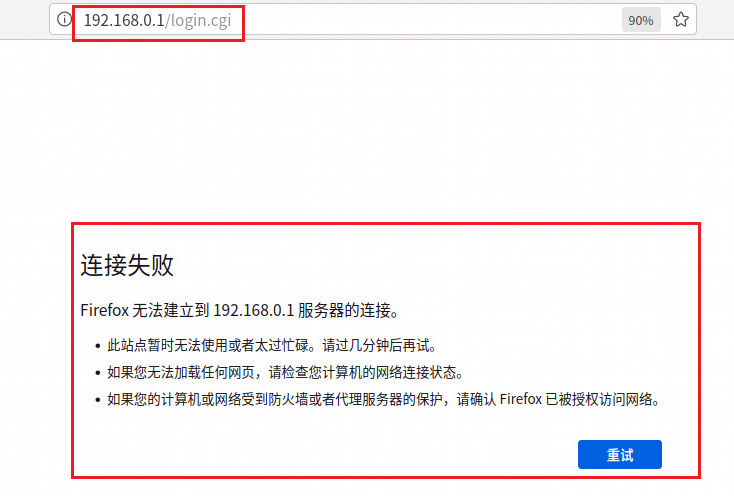 192.168.0.1/login.cgi
90%
连接失败
Firefox 无法建立到 192.168.0.1 服务器的连接。
• 此站点暂时无法使用或者太过忙碌。请过几分钟后再试。
• 如果您无法加载任何网页，请检查您计算机的网络连接状态。
• 如果您的计算机或网络受到防火墙或者代理服务器的保护，请确认 Firefox 已被授权访问网络。
重试